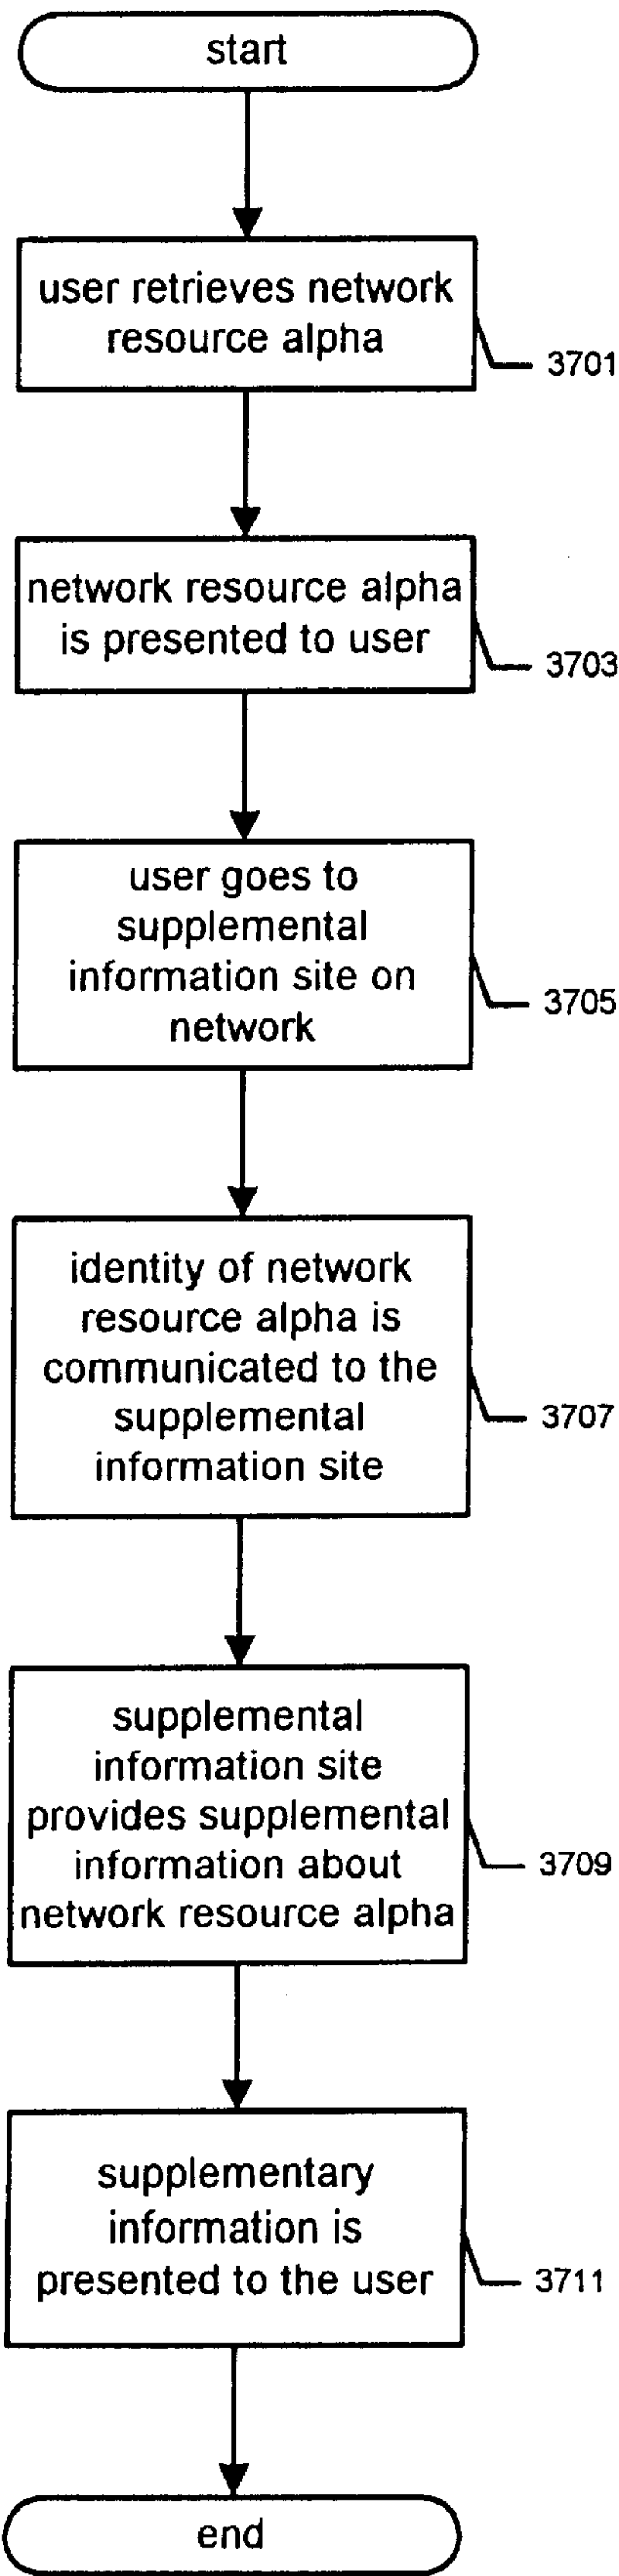 start
user retrieves network
resource alpha
3701
network resource alpha
is presented to user
3703
user goes to
supplemental
information site on
network
3705
identity of network
resource alpha is
communicated to the
supplemental
information site
3707
supplemental
information site
provides supplemental
information about
network resource alpha
3709
supplementary
information is
presented to the user
3711
end